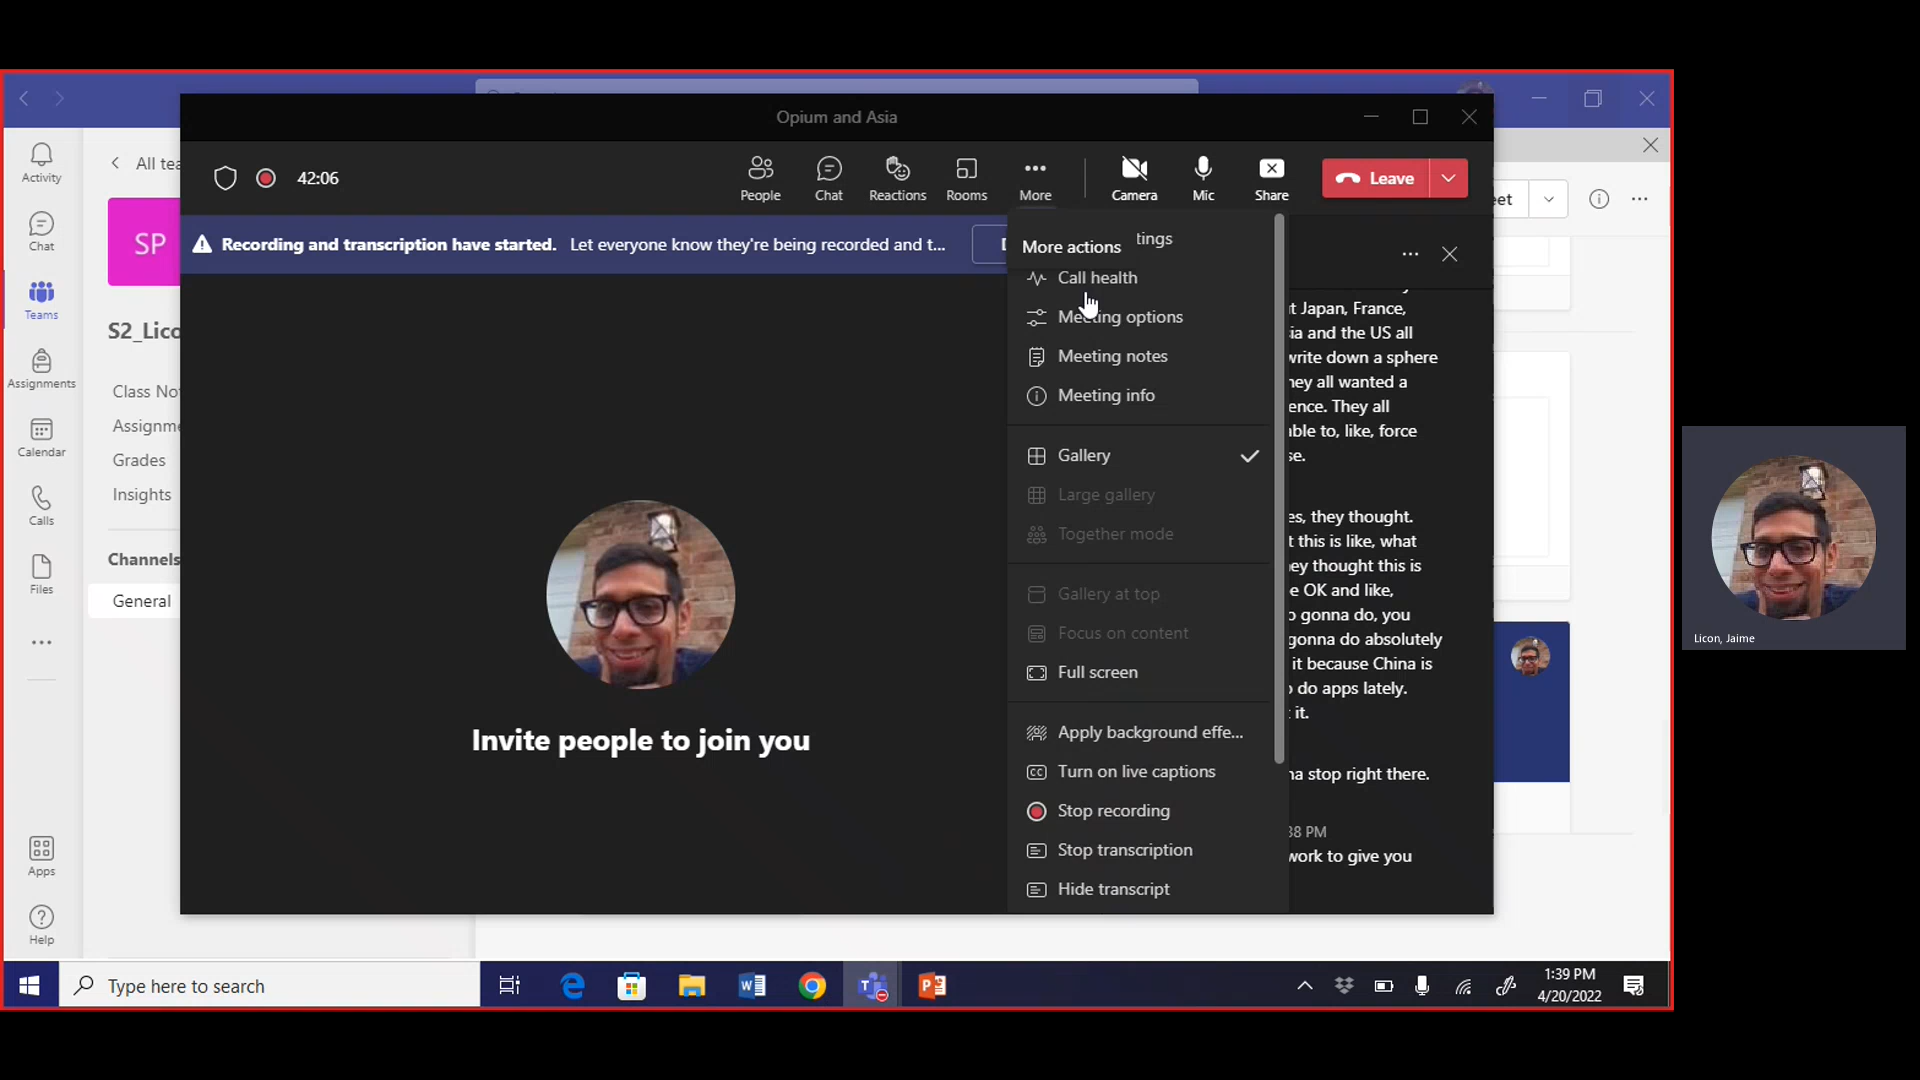 Opium and Asia
42:06
People
Chat
Reactions
Rooms
More
Camera
Mic
Share
Leave
Activity
Chat
Teams
Assignments
Calendar
Calls
Files
Apps
Help
All tea
SP
S2_Lico
Class No
Assignme
Grades
Insights
Channels
General
Recording and transcription have started. Let everyone know they're being recorded and t...
Invite people to join you
More actions
tings
Call health
Meeting options
Meeting notes
Meeting info
Gallery
Large gallery
Together mode
Gallery at top
Focus on content
Full screen
Apply background effe...
Turn on live captions
Stop recording
Stop transcription
Hide transcript
t Japan, France,
ia and the US all
write down a sphere
ney all wanted a
ence. They all
able to, like, force
se.
es, they thought.
t this is like, what
ey thought this is
e OK and like,
o gonna do, you
gonna do absolutely
it because China is
o do apps lately.
it.
na stop right there.
38 PM
work to give you
eet
Licon, Jaime
Type here to search
1:39 PM
4/20/2022